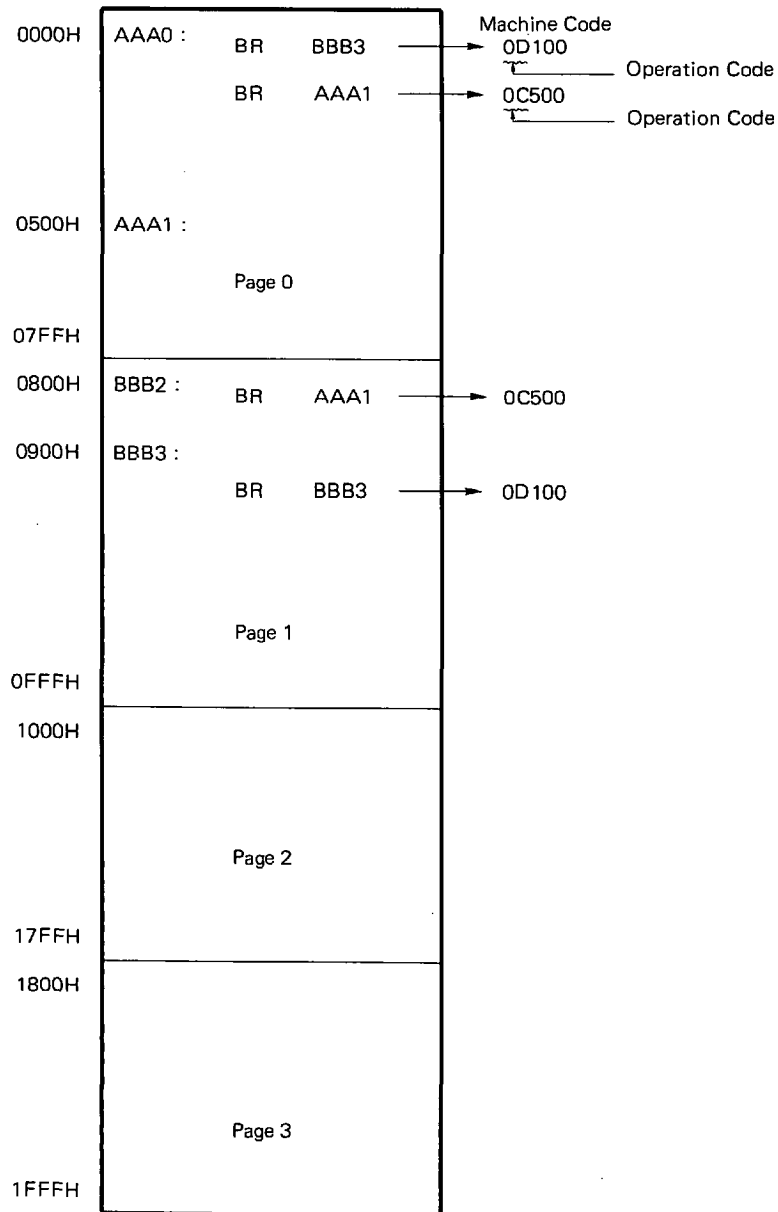 Machine Code
0000H AAA0 : BR BBB3 0D100
Operation Code
BR AAA1 0C500
Operation Code
0500H AAA1 :
Page 0
07FFH
0800H BBB2 : BR AAA1 0C500
0900H BBB3 :
BR BBB3 0D100
Page 1
0FFFH
1000H
Page 2
17FFH
1800H
Page 3
1FFFH